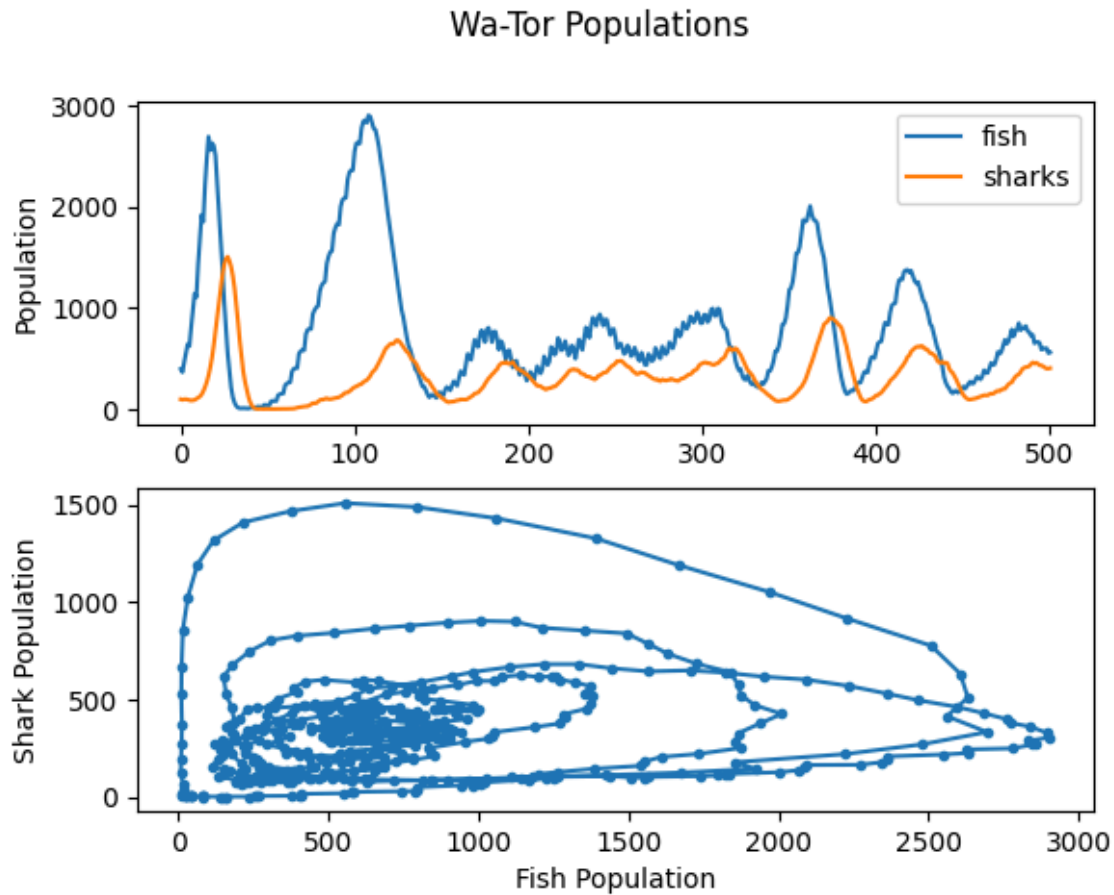 Wa-Tor Populations
3000
2000
1000
0
Population
fish
sharks
0 100 200 300 400 500
1500
1000
500
0
Shark Population
0 500 1000 1500 2000 2500 3000
Fish Population